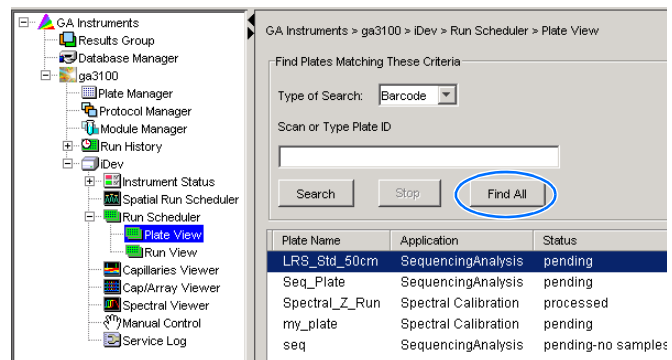 GA Instruments
Results Group
Database Manager
ga3100
Plate Manager
Protocol Manager
Module Manager
Run History
iDev
Instrument Status
Spatial Run Scheduler
Run Scheduler
Plate View
Run View
Capillaries Viewer
Cap/Array Viewer
Spectral Viewer
Manual Control
Service Log
GA Instruments > ga3100 > iDev > Run Scheduler > Plate View
Find Plates Matching These Criteria
Type of Search: Barcode
Scan or Type Plate ID
Search Stop Find All
Plate Name Application Status
LRS_Std_50cm SequencingAnalysis pending
Seq_Plate SequencingAnalysis pending
Spectral_Z_Run Spectral Calibration processed
my_plate Spectral Calibration pending
seq SequencingAnalysis pending-no samples